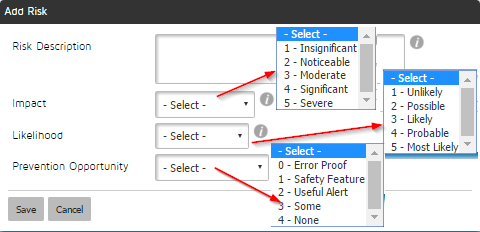 Add Risk
Risk Description
- Select -
1 - Insignificant
2 - Noticeable
3 - Moderate
4 - Significant
5 - Severe
Impact
- Select -
- Select -
1 - Unlikely
2 - Possible
3 - Likely
4 - Probable
5 - Most Likely
Likelihood
- Select -
Prevention Opportunity
- Select -
- Select -
0 - Error Proof
1 - Safety Feature
2 - Useful Alert
3 - Some
4 - None
Save
Cancel